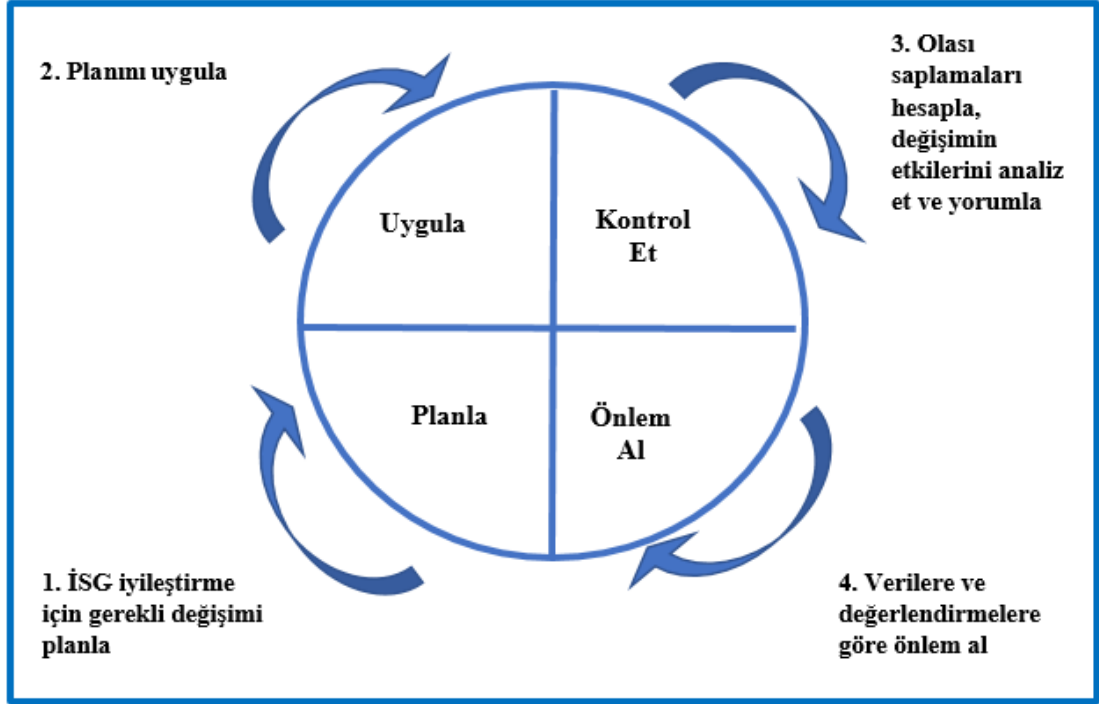 2. Planını uygula
3. Olası
saplamaları
hesapla,
değişimin
etkilerini analiz
et ve yorumla
Uygula
Kontrol
Et
Planla
Önlem
Al
1. İSG iyileştirme
için gerekli değişimi
planla
4. Verilere ve
değerlendirmelere
göre önlem al